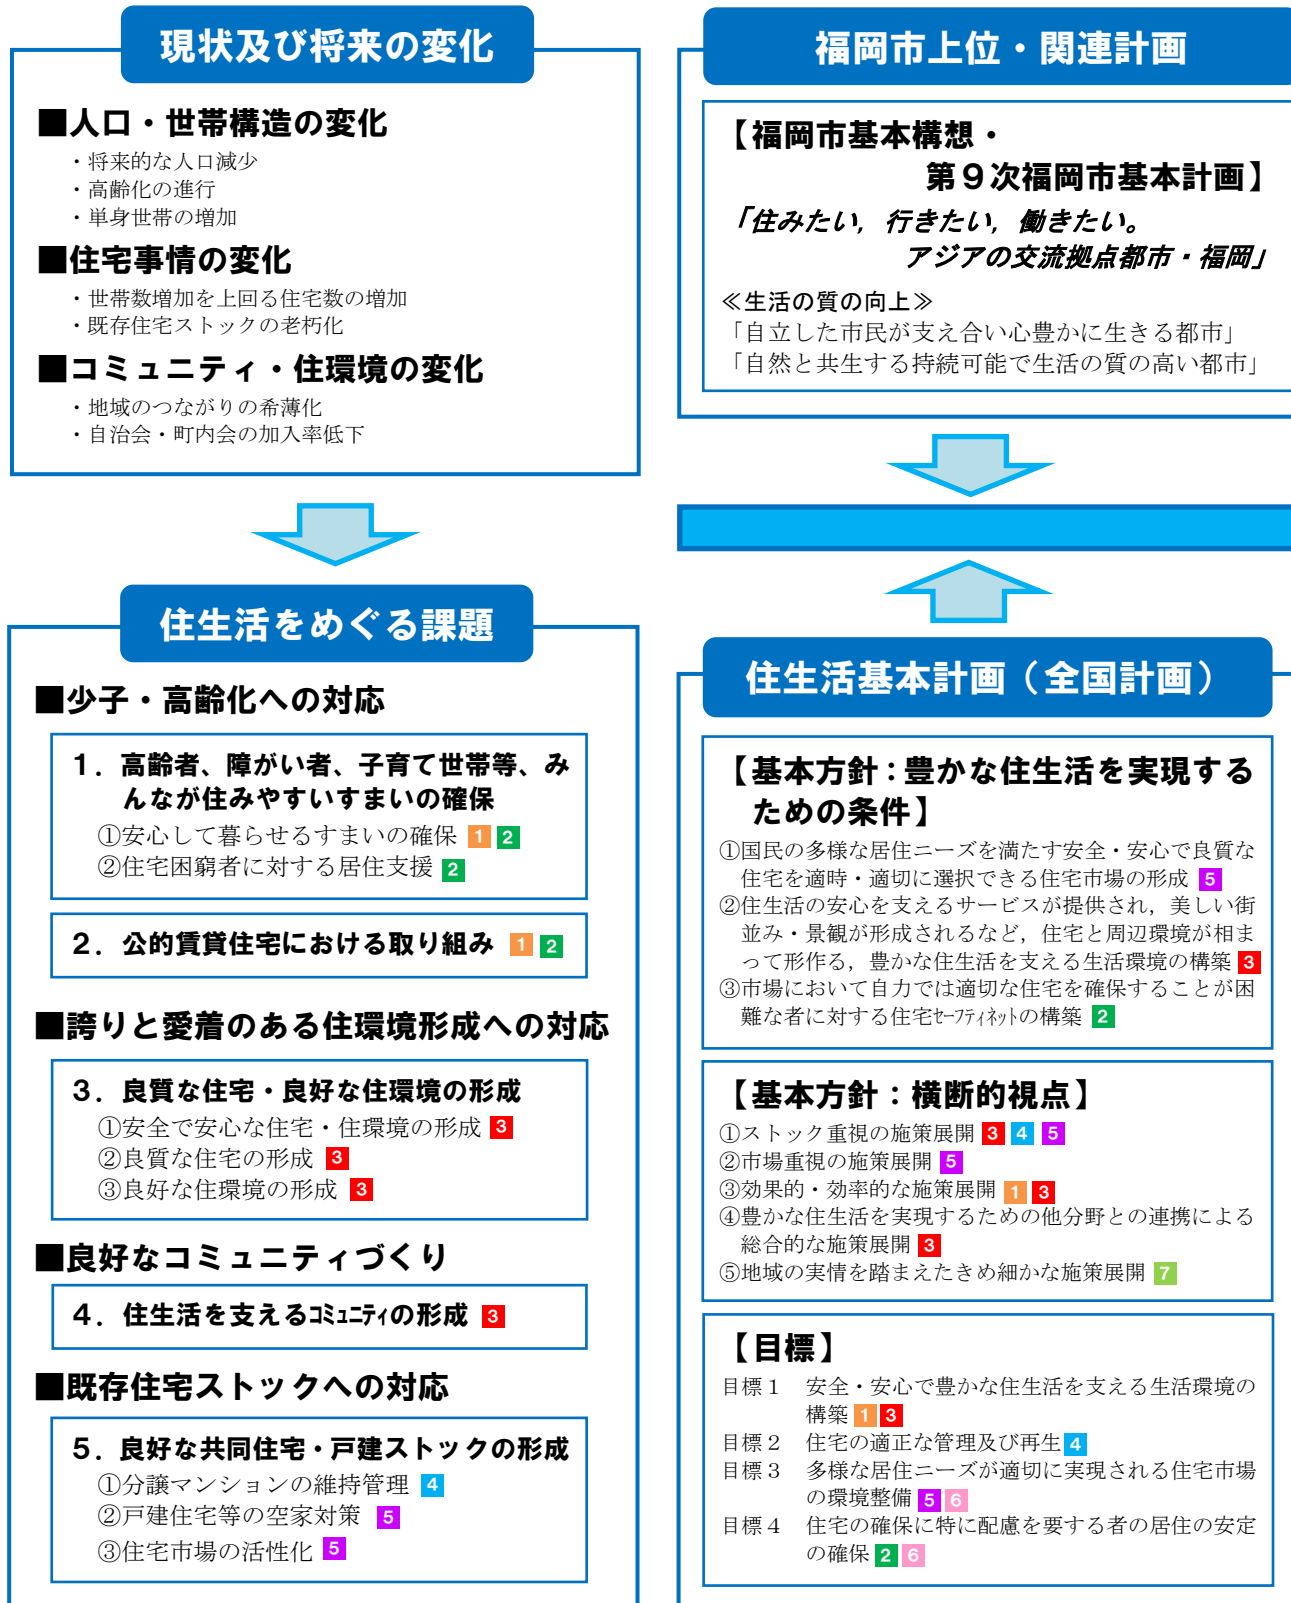 現状及び将来の変化
■人口・世帯構造の変化
・将来的な人口減少
・高齢化の進行
・単身世帯の増加
■住宅事情の変化
・世帯数増加を上回る住宅数の増加
・既存住宅ストックの老朽化
■コミュニティ・住環境の変化
・地域のつながりの希薄化
・自治会・町内会の加入率低下
住生活をめぐる課題
■少子・高齢化への対応
１．高齢者、障がい者、子育て世帯等、み
んなが住みやすいすまいの確保
①安心して暮らせるすまいの確保 1 2
②住宅困窮者に対する居住支援 2
２．公的賃貸住宅における取り組み 1 2
■誇りと愛着のある住環境形成への対応
３．良質な住宅・良好な住環境の形成
①安全で安心な住宅・住環境の形成 3
②良質な住宅の形成 3
③良好な住環境の形成 3
■良好なコミュニティづくり
４．住生活を支えるｺﾐｭﾆﾃｨの形成 3
■既存住宅ストックへの対応
５．良好な共同住宅・戸建ストックの形成
①分譲マンションの維持管理 4
②戸建住宅等の空家対策 5
③住宅市場の活性化 5
福岡市上位・関連計画
【福岡市基本構想・
第９次福岡市基本計画】
「住みたい，行きたい，働きたい。
アジアの交流拠点都市・福岡」
≪生活の質の向上≫
「自立した市民が支え合い心豊かに生きる都市」
「自然と共生する持続可能で生活の質の高い都市」
住生活基本計画（全国計画）
【基本方針：豊かな住生活を実現する
ための条件】
①国民の多様な居住ニーズを満たす安全・安心で良質な
住宅を適時・適切に選択できる住宅市場の形成 5
②住生活の安心を支えるサービスが提供され，美しい街
並み・景観が形成されるなど，住宅と周辺環境が相ま
って形作る，豊かな住生活を支える生活環境の構築 3
③市場において自力では適切な住宅を確保することが困
難な者に対する住宅ｾｰﾌﾃｨﾈｯﾄの構築 2
【基本方針：横断的視点】
①ストック重視の施策展開 3 4 5
②市場重視の施策展開 5
③効果的・効率的な施策展開 1 3
④豊かな住生活を実現するための他分野との連携による
総合的な施策展開 3
⑤地域の実情を踏まえたきめ細かな施策展開 7
【目標】
目標１　安全・安心で豊かな住生活を支える生活環境の
構築 1 3
目標２　住宅の適正な管理及び再生 4
目標３　多様な居住ニーズが適切に実現される住宅市場
の環境整備 5 6
目標４　住宅の確保に特に配慮を要する者の居住の安定
の確保 2 6